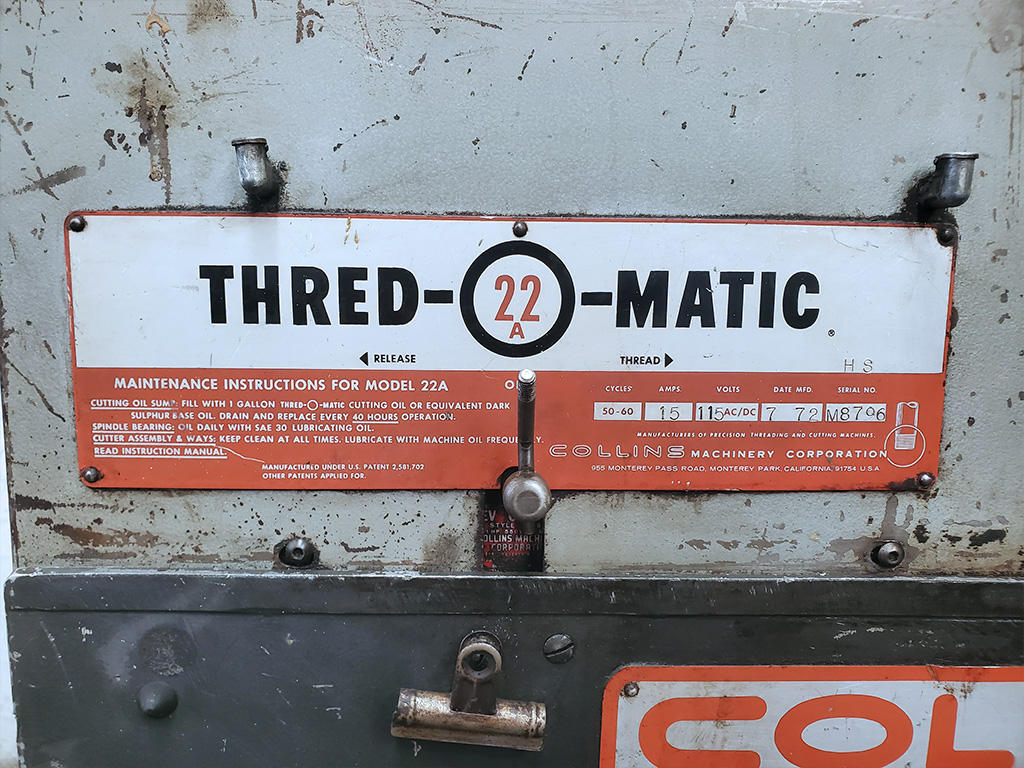 THRED-O-MATIC
22
A
®
RELEASE
THREAD
H S
MAINTENANCE INSTRUCTIONS FOR MODEL 22A
CUTTING OIL SUMP: FILL WITH 1 GALLON THRED-O-MATIC CUTTING OIL OR EQUIVALENT DARK
SULPHUR BASE OIL. DRAIN AND REPLACE EVERY 40 HOURS OPERATION.
SPINDLE BEARING: OIL DAILY WITH SAE 30 LUBRICATING OIL.
CUTTER ASSEMBLY & WAYS: KEEP CLEAN AT ALL TIMES. LUBRICATE WITH MACHINE OIL FREQUENTLY.
READ INSTRUCTION MANUAL.
MANUFACTURED UNDER U.S. PATENT 2,581,702
OTHER PATENTS APPLIED FOR.
CYCLES AMPS. VOLTS DATE MFD. SERIAL NO.
50-60 15 115 AC/DC 7 72 M8796
MANUFACTURERS OF PRECISION THREADING AND CUTTING MACHINES.
COLLINS MACHINERY CORPORATION
955 MONTEREY PASS ROAD, MONTEREY PARK, CALIFORNIA, 91754 U.S.A
STYLE
OLLINS MACH
CORPORAT
COL